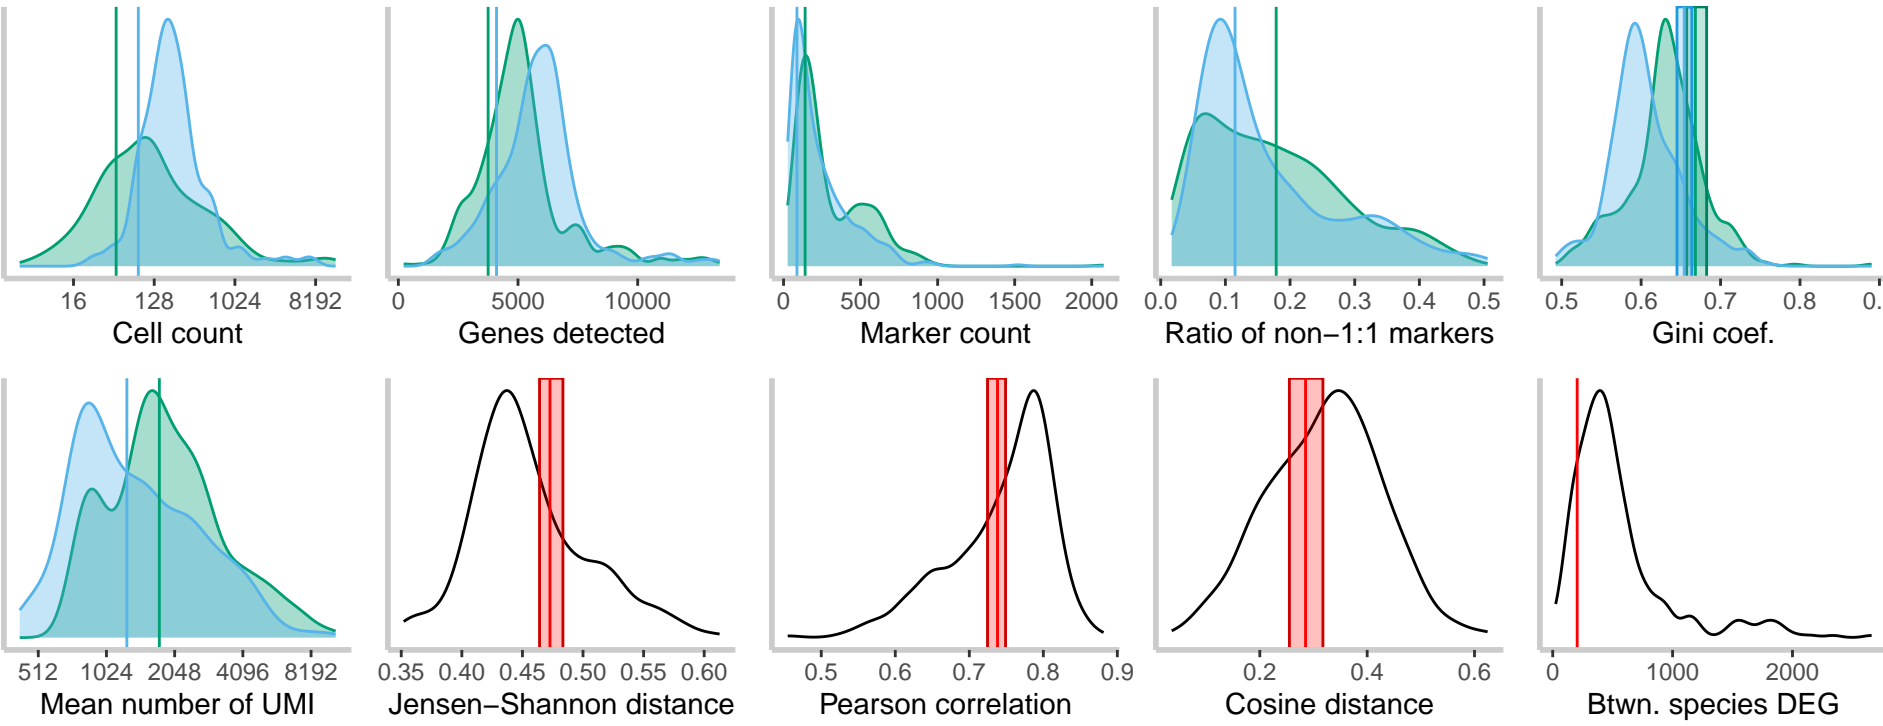 16 128 1024 8192
Cell count
0 5000 10000
Genes detected
0 500 1000 1500 2000
Marker count
0.0 0.1 0.2 0.3 0.4 0.5
Ratio of non−1:1 markers
0.5 0.6 0.7 0.8 0.
Gini coef.
512 1024 2048 4096 8192
Mean number of UMI
0.35 0.40 0.45 0.50 0.55 0.60
Jensen−Shannon distance
0.5 0.6 0.7 0.8 0.9
Pearson correlation
0.2 0.4 0.6
Cosine distance
0 1000 2000
Btwn. species DEG